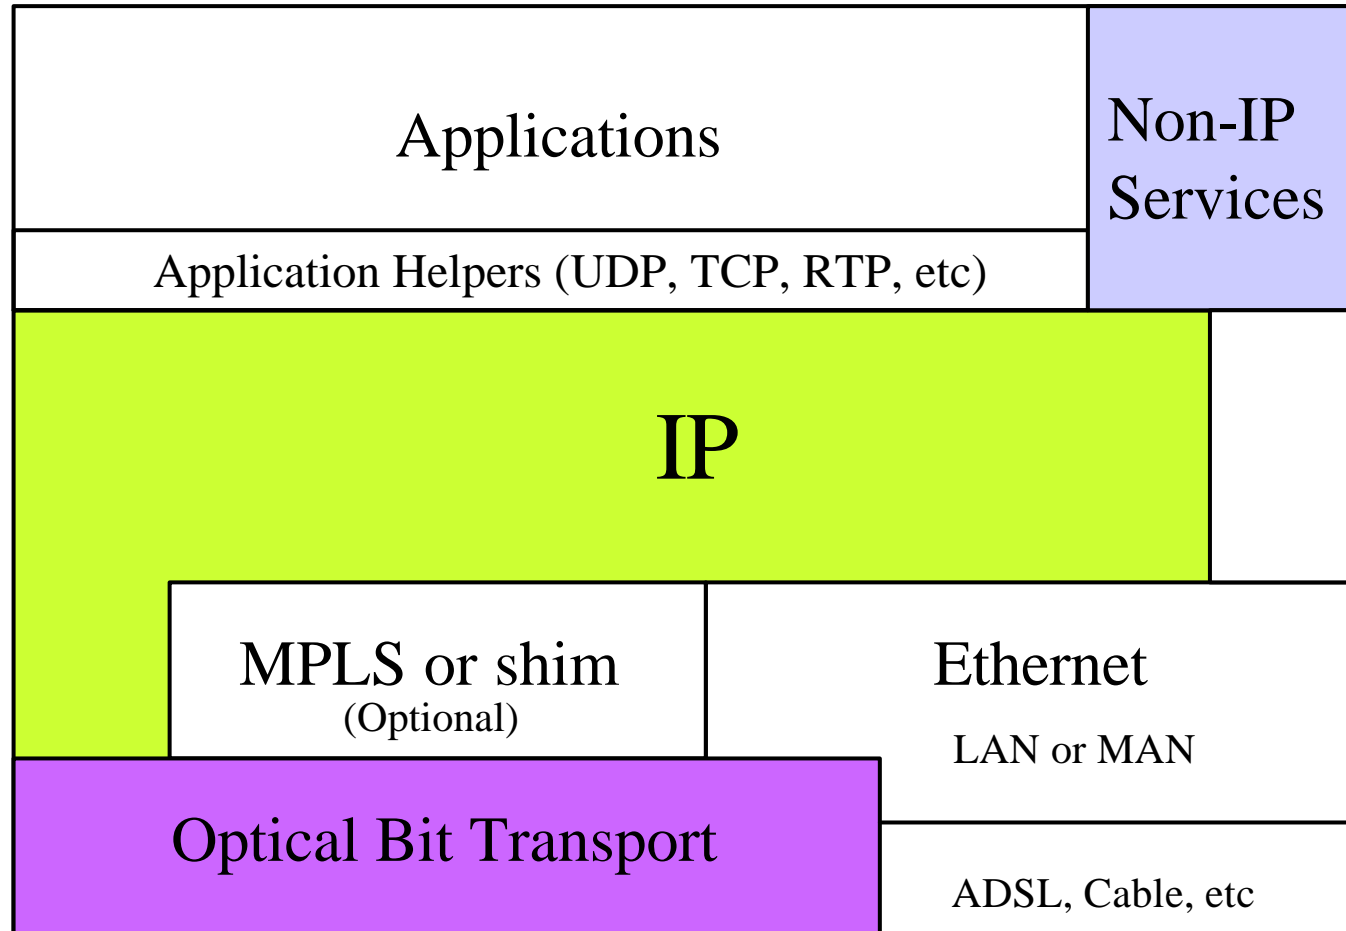 Applications
Non-IP
Services
Application Helpers (UDP, TCP, RTP, etc)
IP
MPLS or shim
(Optional)
Ethernet
LAN or MAN
Optical Bit Transport
ADSL, Cable, etc